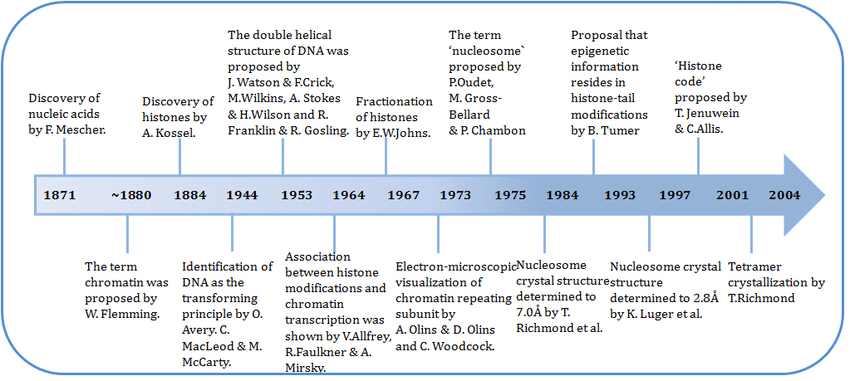 Discovery of
nucleic acids
by F. Mescher.
Discovery of
histones by
A. Kossel.
The double helical
structure of DNA was
proposed by
J. Watson & F.Crick,
M.Wilkins, A. Stokes
& H.Wilson and R.
Franklin & R. Gosling.
Fractionation
of histones
by E.W.Johns.
The term
‘nucleosome`
proposed by
P.Oudet,
M. Gross-
Bellard
& P. Chambon
Proposal that
epigenetic
information
resides in
histone-tail
modifications
by B. Tumer
‘Histone
code’
proposed by
T. Jenuwein
& C.Allis.
1871 ~1880 1884 1944 1953 1964 1967 1973 1975 1984 1993 1997 2001 2004
The term
chromatin was
proposed by
W. Flemming.
Identification of
DNA as the
transforming
principle by O.
Avery. C.
MacLeod & M.
McCarty.
Association
between histone
modifications and
chromatin
transcription was
shown by V.Allfrey,
R.Faulkner & A.
Mirsky.
Electron-microscopic
visualization of
chromatin repeating
subunit by
A. Olins & D. Olins
and C. Woodcock.
Nucleosome
crystal structure
determined to
7.0Å by T.
Richmond et al.
Nucleosome crystal
structure
determined to 2.8Å
by K. Luger et al.
Tetramer
crystallization by
T.Richmond